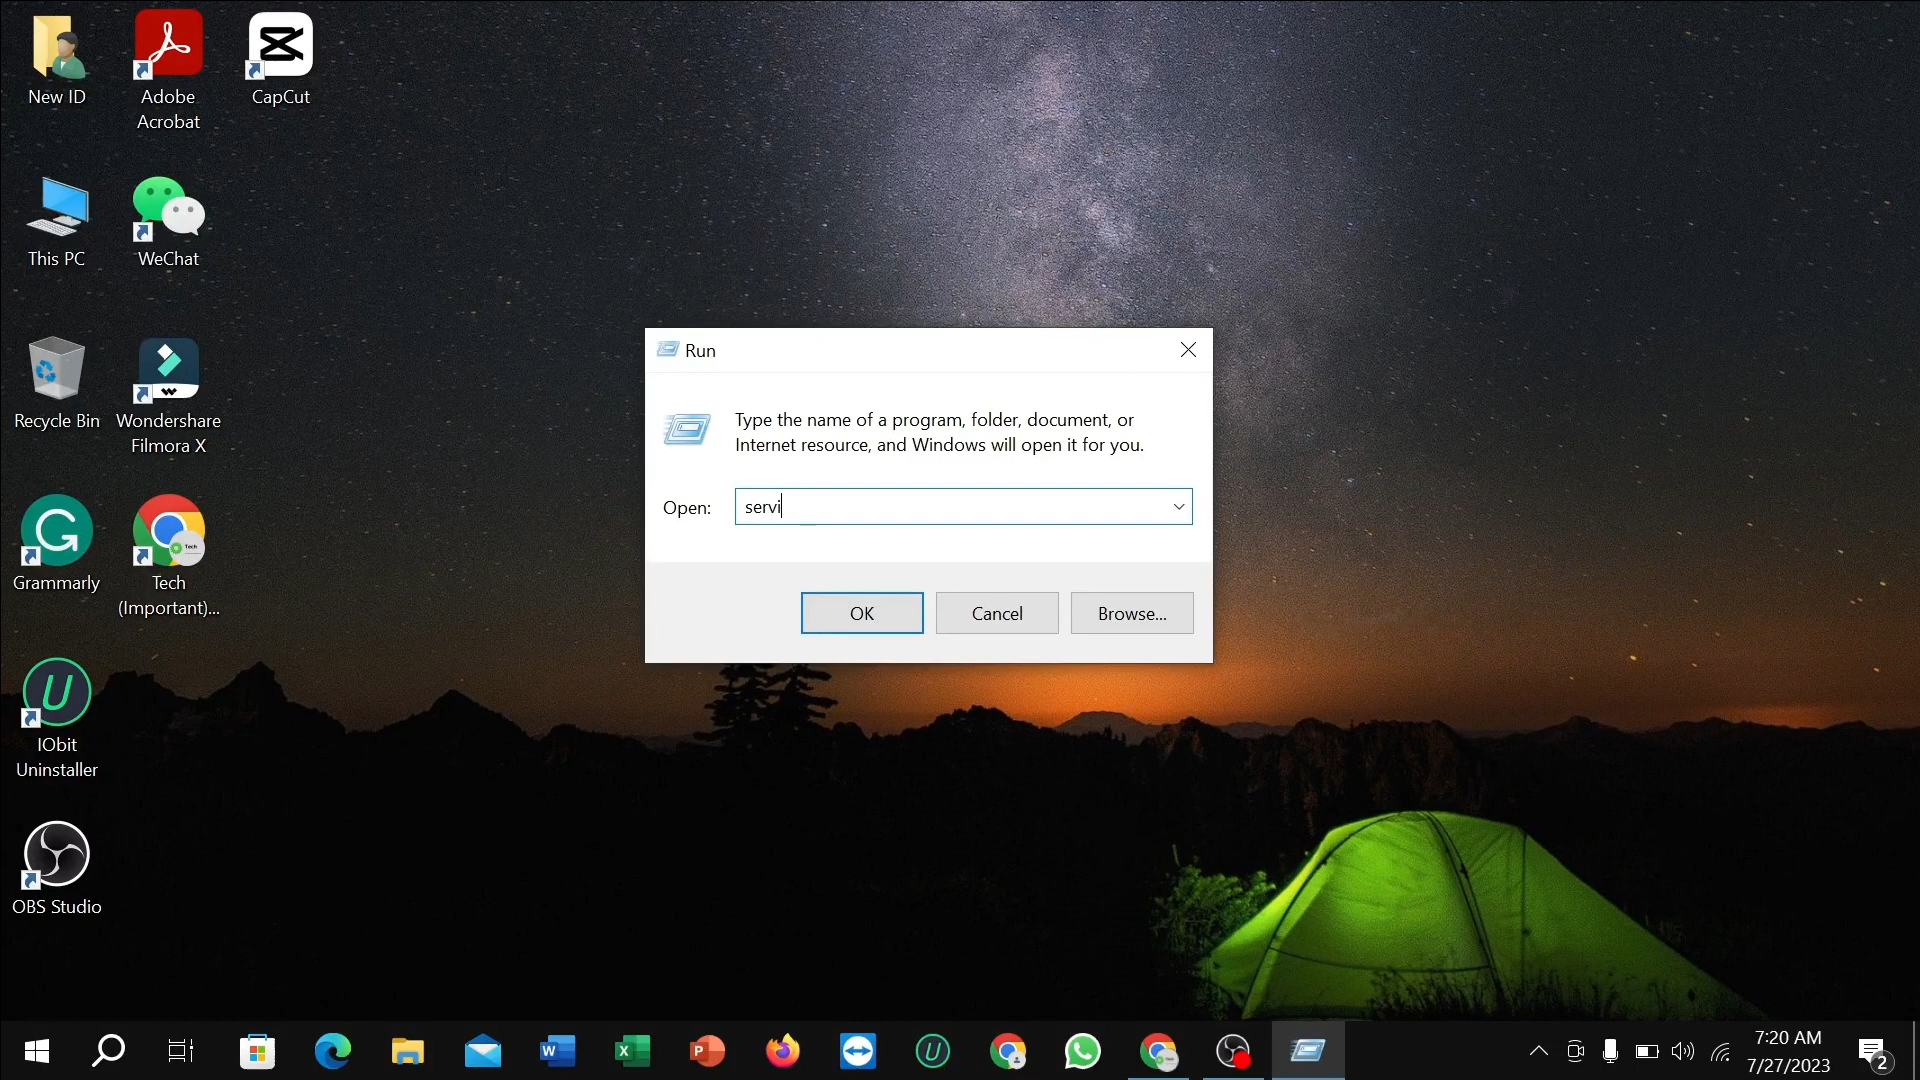 New ID
Adobe
Acrobat
CapCut
This PC
WeChat
Recycle Bin
Wondershare
Filmora X
Grammarly
Tech
(Important)...
IObit
Uninstaller
OBS Studio
Run
Type the name of a program, folder, document, or
Internet resource, and Windows will open it for you.
Open:
servi
OK
Cancel
Browse...
7:20 AM
7/27/2023
2